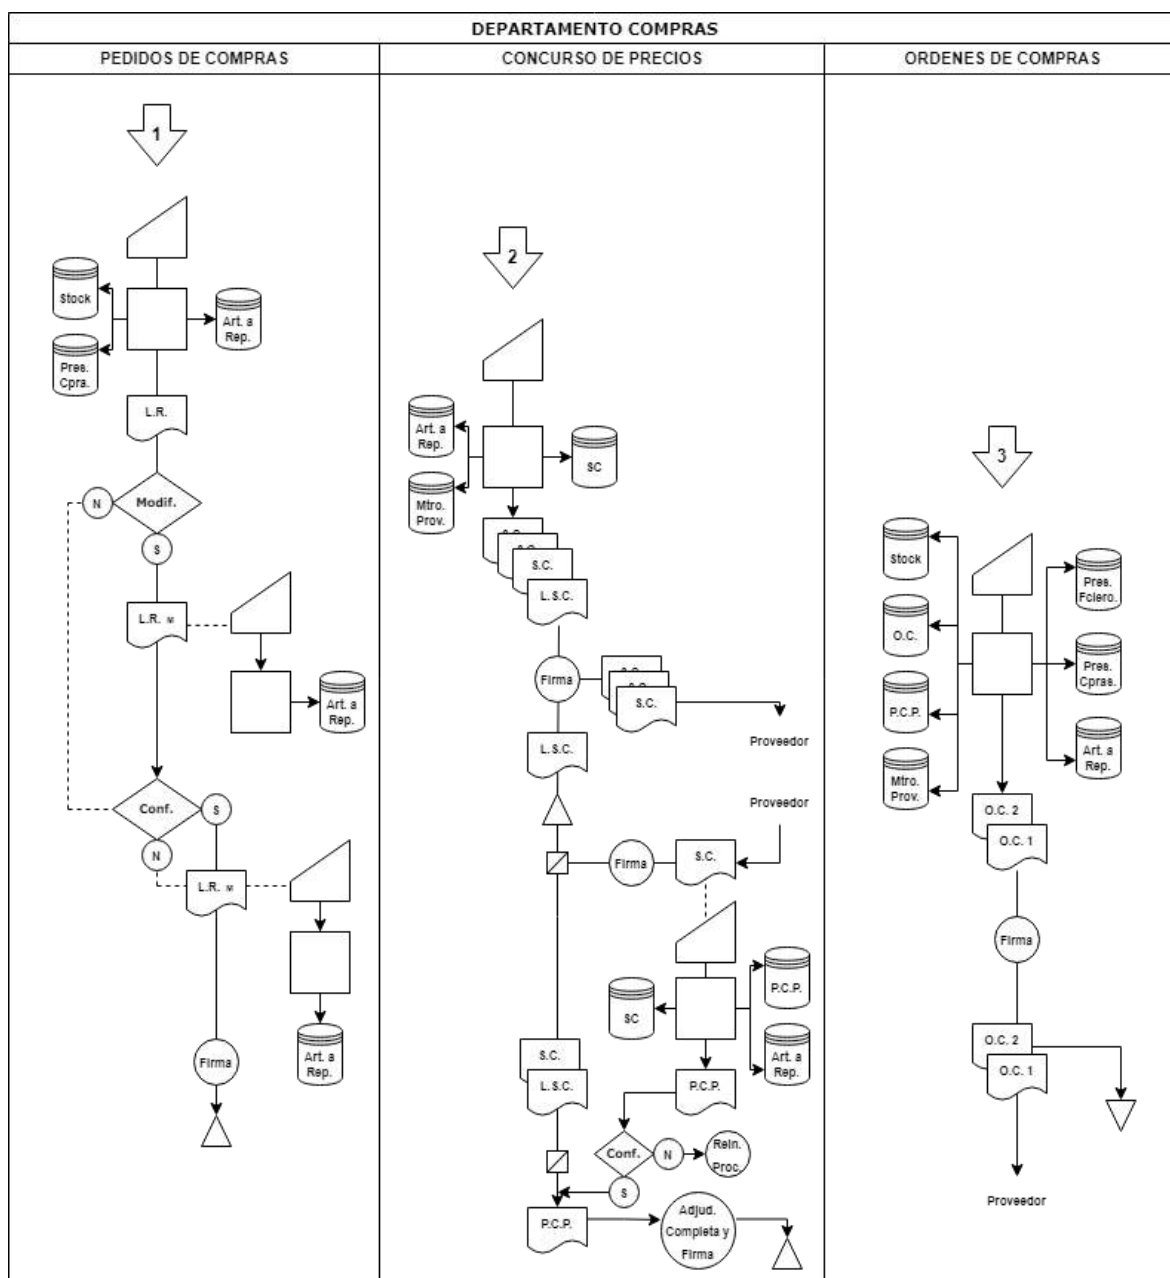 DEPARTAMENTO COMPRAS
PEDIDOS DE COMPRAS
CONCURSO DE PRECIOS
ORDENES DE COMPRAS
1
Stock
Art. a
Rep.
Pres.
Cpra.
L.R.
Modif.
N
S
L.R. M
Art. a
Rep.
Conf.
S
N
L.R. M
Art. a
Rep.
Firma
2
Art. a
Rep.
SC
Mtro.
Prov.
S.C.
S.C.
S.C.
L.S.C.
Firma
S.C.
S.C.
S.C.
Proveedor
L.S.C.
Proveedor
Firma
S.C.
P.C.P.
SC
Art. a
Rep.
S.C.
L.S.C.
P.C.P.
Conf.
N
Rein.
Proc.
S
P.C.P.
Adjud.
Completa y
Firma
3
Stock
Pres.
Fciero.
O.C.
Pres.
Cpras.
P.C.P.
Art. a
Rep.
Mtro.
Prov.
O.C. 2
O.C. 1
Firma
O.C. 2
O.C. 1
Proveedor